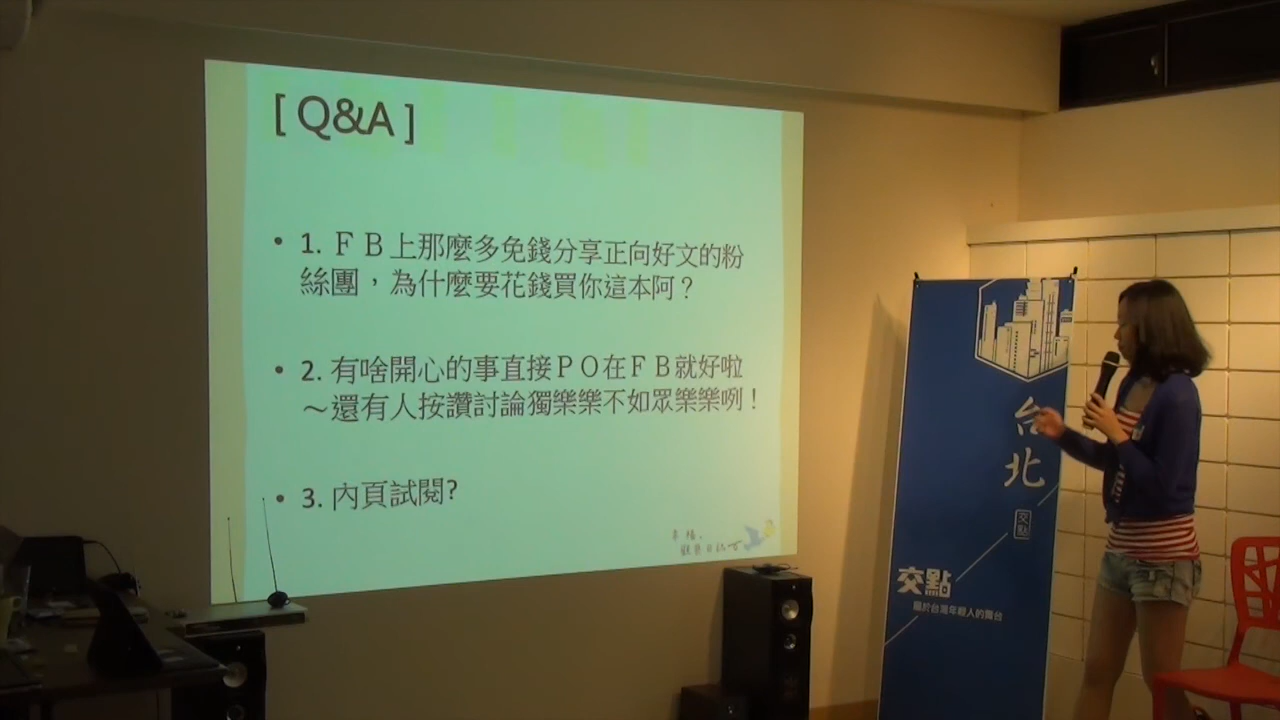 [ Q&A ]
• 1. ＦＢ上那麼多免錢分享正向好文的粉
絲團，為什麼要花錢買你這本阿？
• 2. 有啥開心的事直接ＰＯ在ＦＢ就好啦
～還有人按讚討論獨樂樂不如眾樂樂咧！
• 3. 內頁試閱?
台北
交點
交點
屬於台灣年輕人的舞台